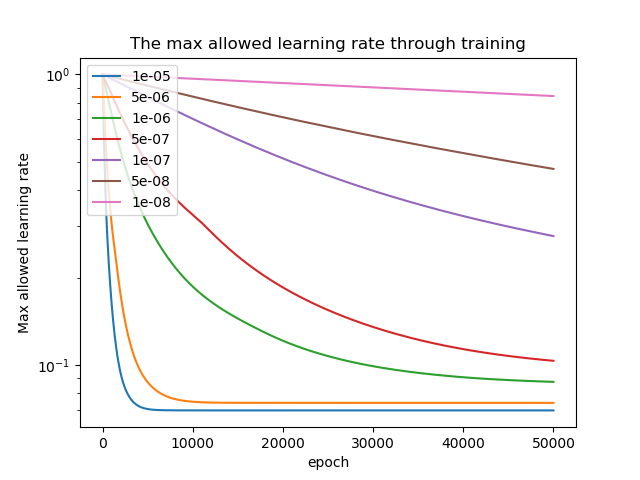 The max allowed learning rate through training
Max allowed learning rate
10⁰
10⁻¹
1e-05
5e-06
1e-06
5e-07
1e-07
5e-08
1e-08
0 10000 20000 30000 40000 50000
epoch